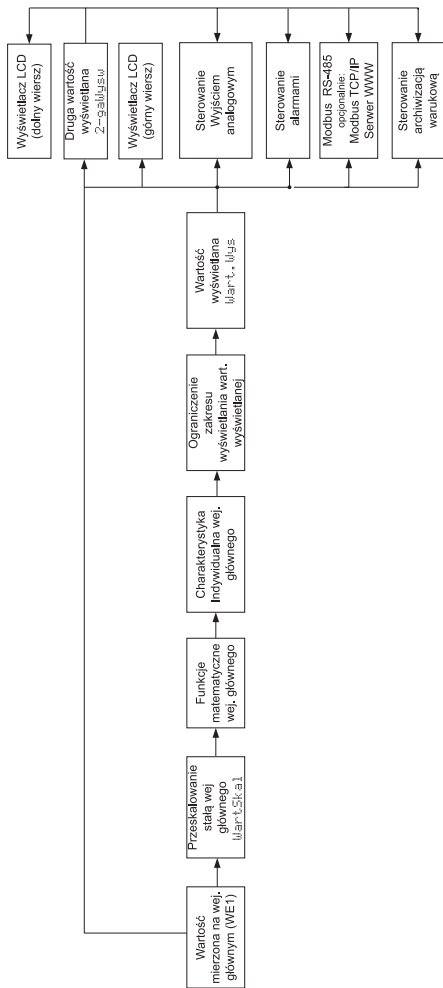 Wartość
mierzona na wej.
głównym (WE1)
Przeskalowanie
stałą wej
głównego
WartSkal
Funkcje
matematyczne
wej. głównego
Charakterystyka
Indywidualna wej.
głównego
Ograniczenie
zakresu
wyświetlania wart.
wyświetlanej
Wartość
wyświetlana
Wart.Wys
Wyświetlacz LCD
(dolny wiersz)
Druga wartość
wyświetlana
2-gaWysw
Wyświetlacz LCD
(górny wiersz)
Sterowanie
Wyjściem
analogowym
Sterowanie
alarmami
Modbus RS-485
opcjonalnie:
Modbus TCP/IP
Serwer WWW
Sterowanie
archiwizacją
warukową